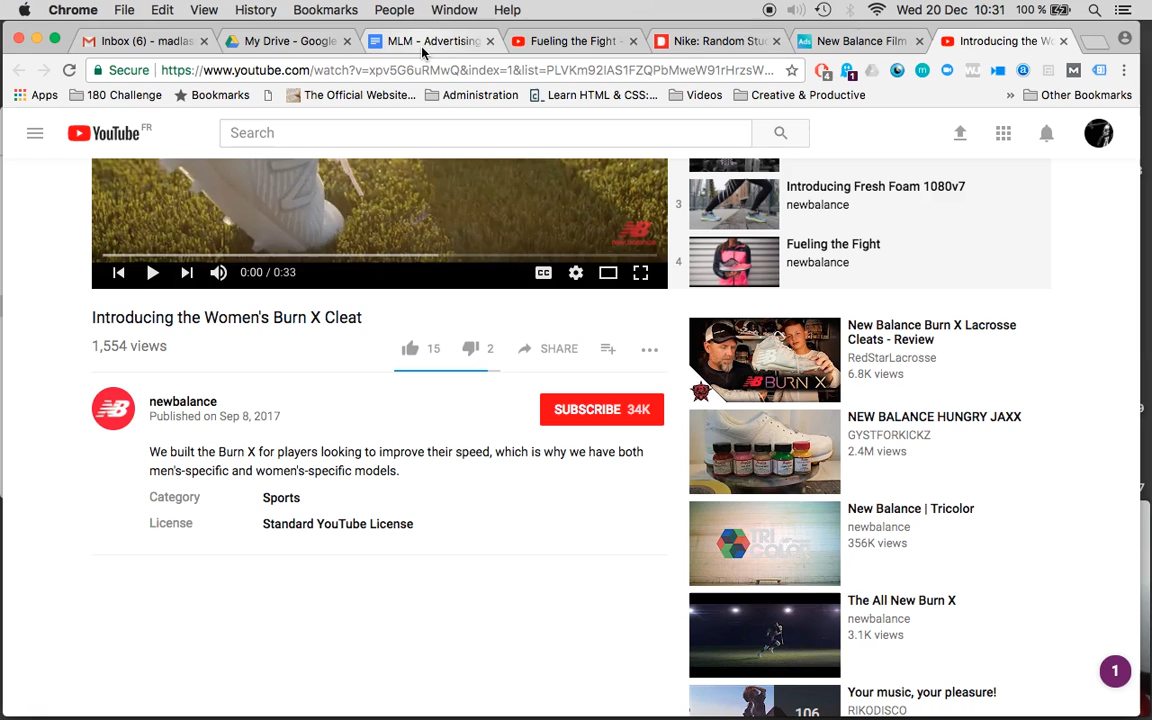 Chrome File Edit View History Bookmarks People Window Help Wed 20 Dec 10:31 100 %
Inbox (6) - madlas My Drive - Google MLM - Advertising Fueling the Fight - Nike: Random Stu New Balance Film Introducing the Wo
Secure https://www.youtube.com/watch?v=xpv5G6uRMwQ&index=1&list=PLVKm92lAS1FZQPbMweW91rHrzsW...
Apps 180 Challenge Bookmarks The Official Website... Administration Learn HTML & CSS:... Videos Creative & Productive » Other Bookmarks
YouTube FR
Search
Introducing Fresh Foam 1080v7
3
newbalance
new balance
Fueling the Fight
4
newbalance
0:00 / 0:33
CC
Introducing the Women's Burn X Cleat
1,554 views
15 2 SHARE
newbalance
Published on Sep 8, 2017
SUBSCRIBE 34K
We built the Burn X for players looking to improve their speed, which is why we have both
men's-specific and women's-specific models.
Category Sports
License Standard YouTube License
New Balance Burn X Lacrosse
Cleats - Review
RedStarLacrosse
6.8K views
BURN X
NEW BALANCE HUNGRY JAXX
GYSTFORKICKZ
2.4M views
New Balance | Tricolor
newbalance
356K views
TRI
COLOR
The All New Burn X
newbalance
3.1K views
Your music, your pleasure!
RIKODISCO
106
1